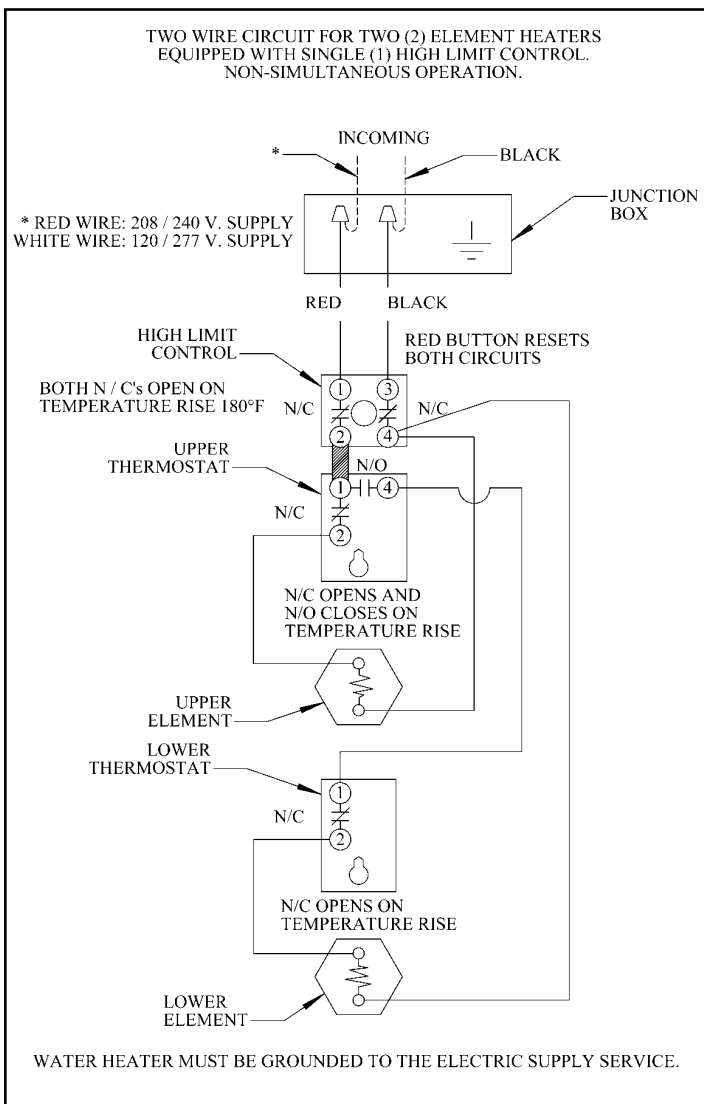 TWO WIRE CIRCUIT FOR TWO (2) ELEMENT HEATERS
EQUIPPED WITH SINGLE (1) HIGH LIMIT CONTROL.
NON-SIMULTANEOUS OPERATION.
INCOMING
*
BLACK
JUNCTION
BOX
* RED WIRE: 208 / 240 V. SUPPLY
WHITE WIRE: 120 / 277 V. SUPPLY
RED
BLACK
HIGH LIMIT
CONTROL
RED BUTTON RESETS
BOTH CIRCUITS
BOTH N / C's OPEN ON
TEMPERATURE RISE 180°F
1
3
N/C
N/C
2
4
UPPER
THERMOSTAT
N/O
1
4
N/C
2
N/C OPENS AND
N/O CLOSES ON
TEMPERATURE RISE
UPPER
ELEMENT
LOWER
THERMOSTAT
1
N/C
2
N/C OPENS ON
TEMPERATURE RISE
LOWER
ELEMENT
WATER HEATER MUST BE GROUNDED TO THE ELECTRIC SUPPLY SERVICE.